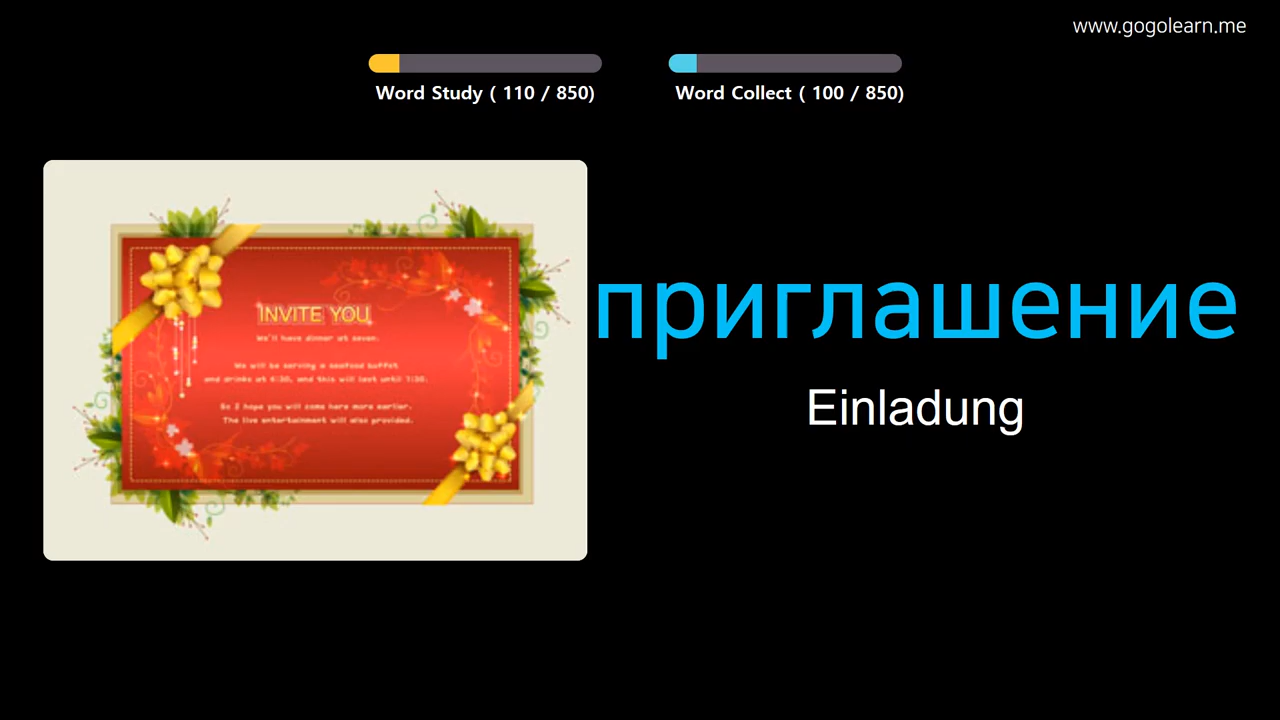 www.gogolearn.me
Word Study ( 110 / 850)
Word Collect ( 100 / 850)
INVITE YOU
We'll have dinner at seven.
We will be serving a seafood buffet
and drinks at 6:30, and this will last until 7:30.
So I hope you will come here more earlier.
The live entertainment will also provided.
приглашение
Einladung